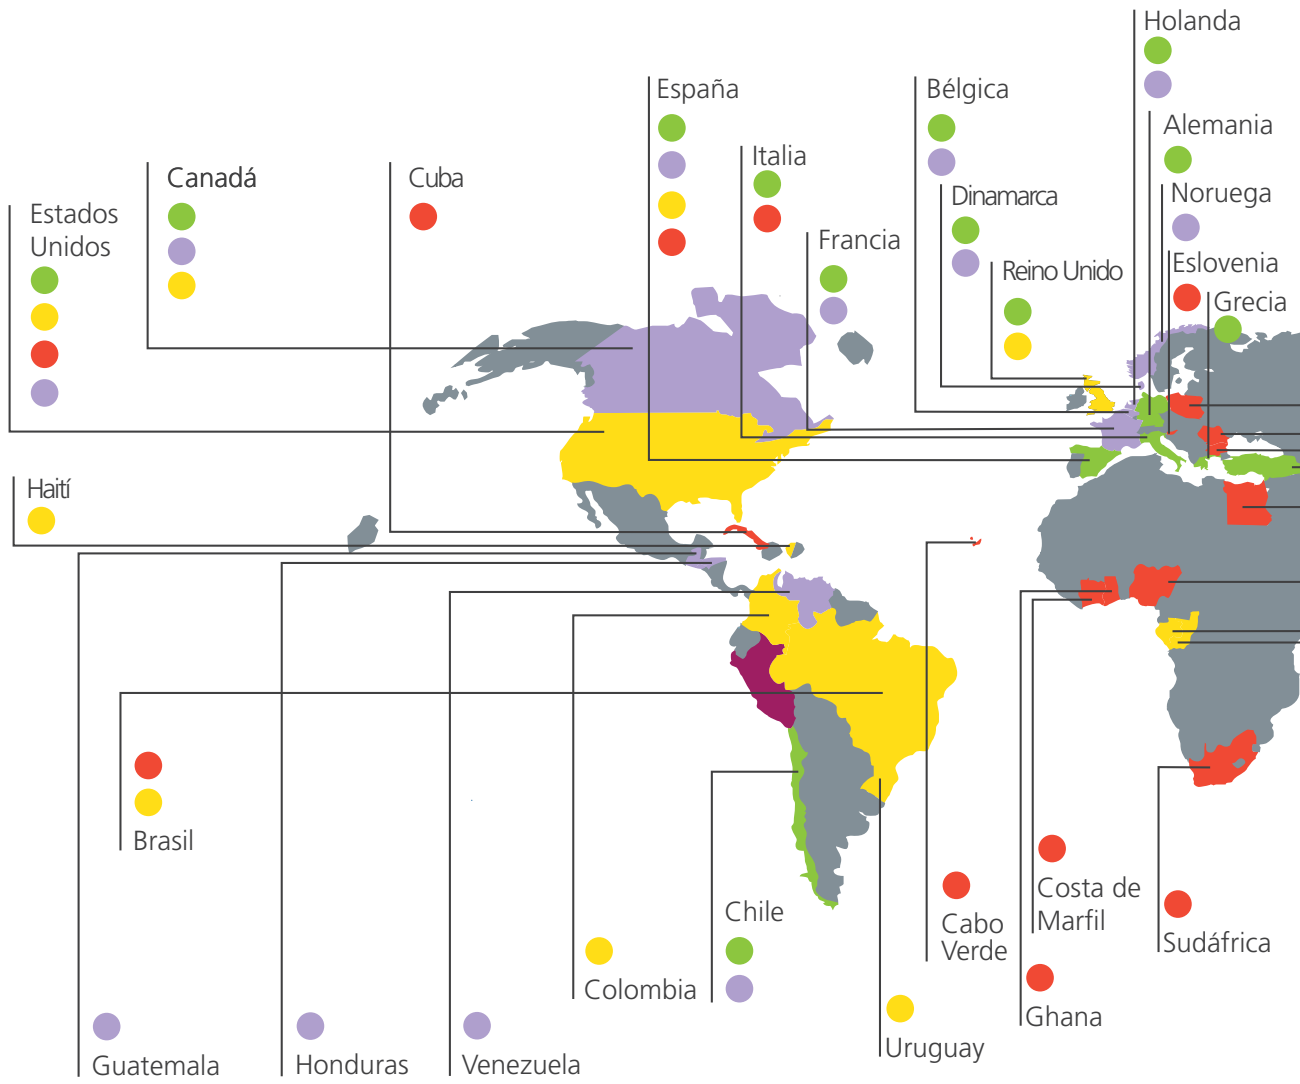 Holanda
España
Bélgica
Alemania
Italia
Canadá
Cuba
Dinamarca
Noruega
Estados
Unidos
Francia
Reino Unido
Eslovenia
Grecia
Haití
Brasil
Costa de
Marfil
Chile
Cabo
Verde
Sudáfrica
Colombia
Ghana
Uruguay
Guatemala
Honduras
Venezuela